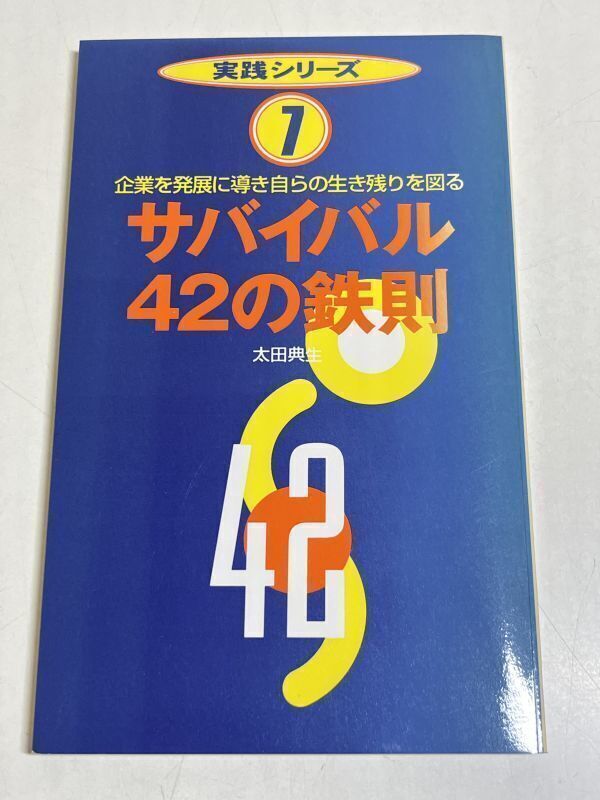 実践シリーズ
7
企業を発展に導き自らの生き残りを図る
サバイバル
42の鉄則
太田典生
42